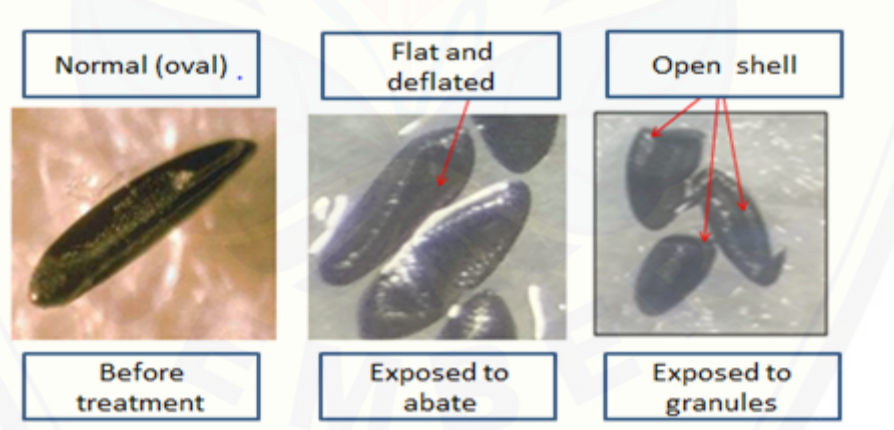 Normal (oval) .
Flat and
deflated
Open shell
Before
treatment
Exposed to
abate
Exposed to
granules